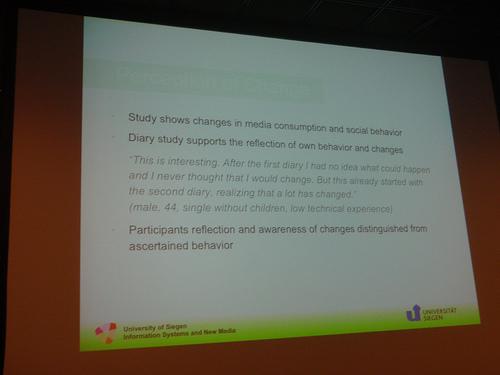 Perception of Change
Study shows changes in media consumption and social behavior
Diary study supports the reflection of own behavior and changes
"This is interesting. After the first diary I had no idea what could happen
and I never thought that I would change. But this already started with
the second diary, realizing that a lot has changed."
(male, 44, single without children, low technical experience)
Participants reflection and awareness of changes distinguished from
ascertained behavior
University of Siegen
Information Systems and New Media
UNIVERSITÄT
SIEGEN